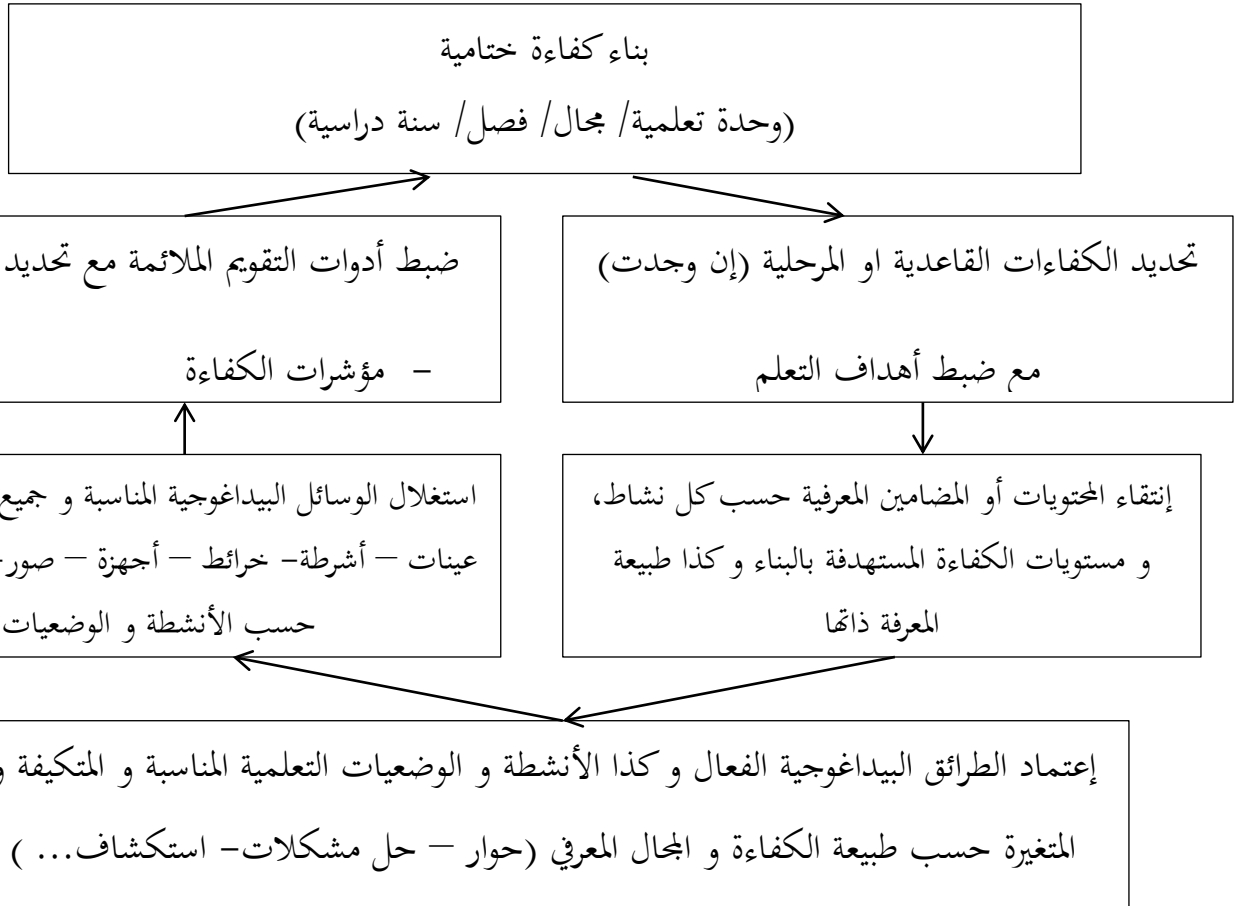 بناء كفاءة ختامية
(وحدة تعلمية/ مجال/ فصل/ سنة دراسية)
تحديد الكفاءات القاعدية او المرحلية (إن وجدت)
مع ضبط أهداف التعلم
إنتقاء المحتويات أو المضامين المعرفية حسب كل نشاط،
و مستويات الكفاءة المستهدفة بالبناء و كذا طبيعة
المعرفة ذاتها
إعتماد الطرائق البيداغوجية الفعال و كذا الأنشطة و الوضعيات التعلمية المناسبة و المتكيفة و
المتغيرة حسب طبيعة الكفاءة و المجال المعرفي (حوار – حل مشكلات- استكشاف... )
استغلال الوسائل البيداغوجية المناسبة و جميع
عينات – أشرطة- خرائط – أجهزة – صور-
حسب الأنشطة و الوضعيات
ضبط أدوات التقويم الملائمة مع تحديد
- مؤشرات الكفاءة